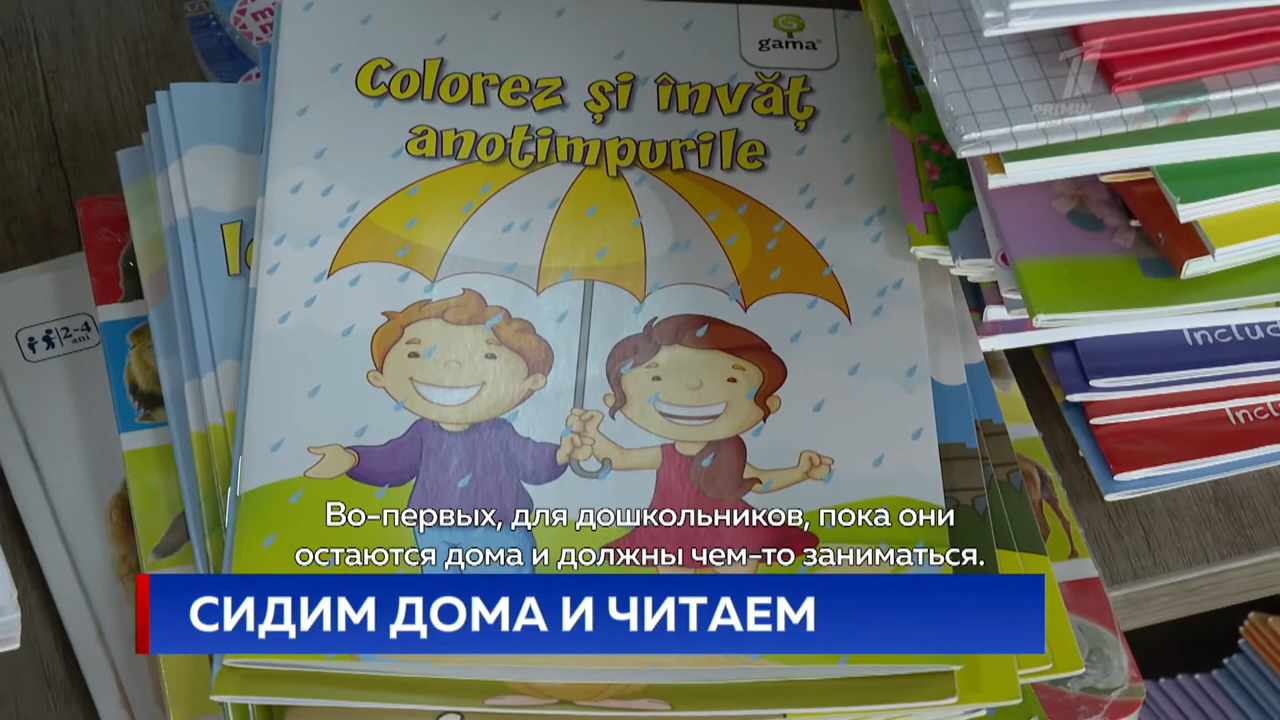 gama®
Colorez și învăț
anotimpurile
1
PRIMUL
2-4
ani
Inclu
Inclu
Во-первых, для дошкольников, пока они
остаются дома и должны чем-то заниматься.
СИДИМ ДОМА И ЧИТАЕМ